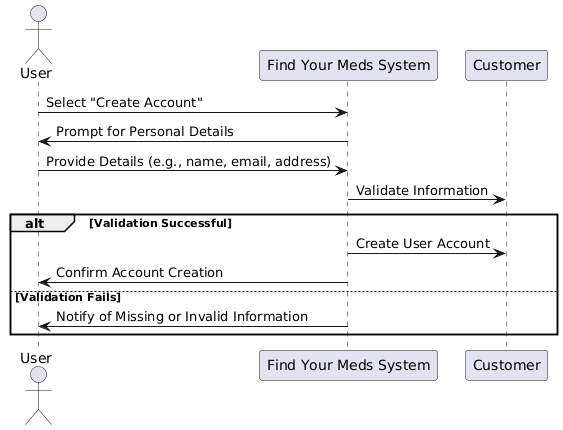 User
Find Your Meds System
Customer
Select "Create Account"
Prompt for Personal Details
Provide Details (e.g., name, email, address)
Validate Information
alt
[Validation Successful]
Create User Account
Confirm Account Creation
[Validation Fails]
Notify of Missing or Invalid Information
User
Find Your Meds System
Customer